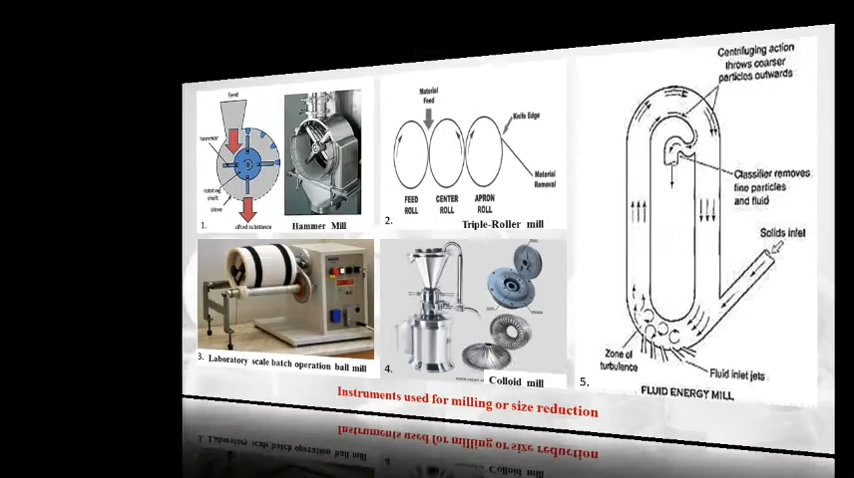 Feed
hammer
rotating
shaft
sieve
sifted substance
1.
Hammer Mill
Material
Feed
Knife Edge
Material
Removal
FEED
ROLL
CENTER
ROLL
APRON
ROLL
2.
Triple-Roller mill
3. Laboratory scale batch operation ball mill
4.
Colloid mill
Centrifuging action
throws coarser
particles outwards
Classifier removes
fine particles
and fluid
Solids inlet
Zone of
turbulence
Fluid inlet jets
5.
FLUID ENERGY MILL
Instruments used for milling or size reduction